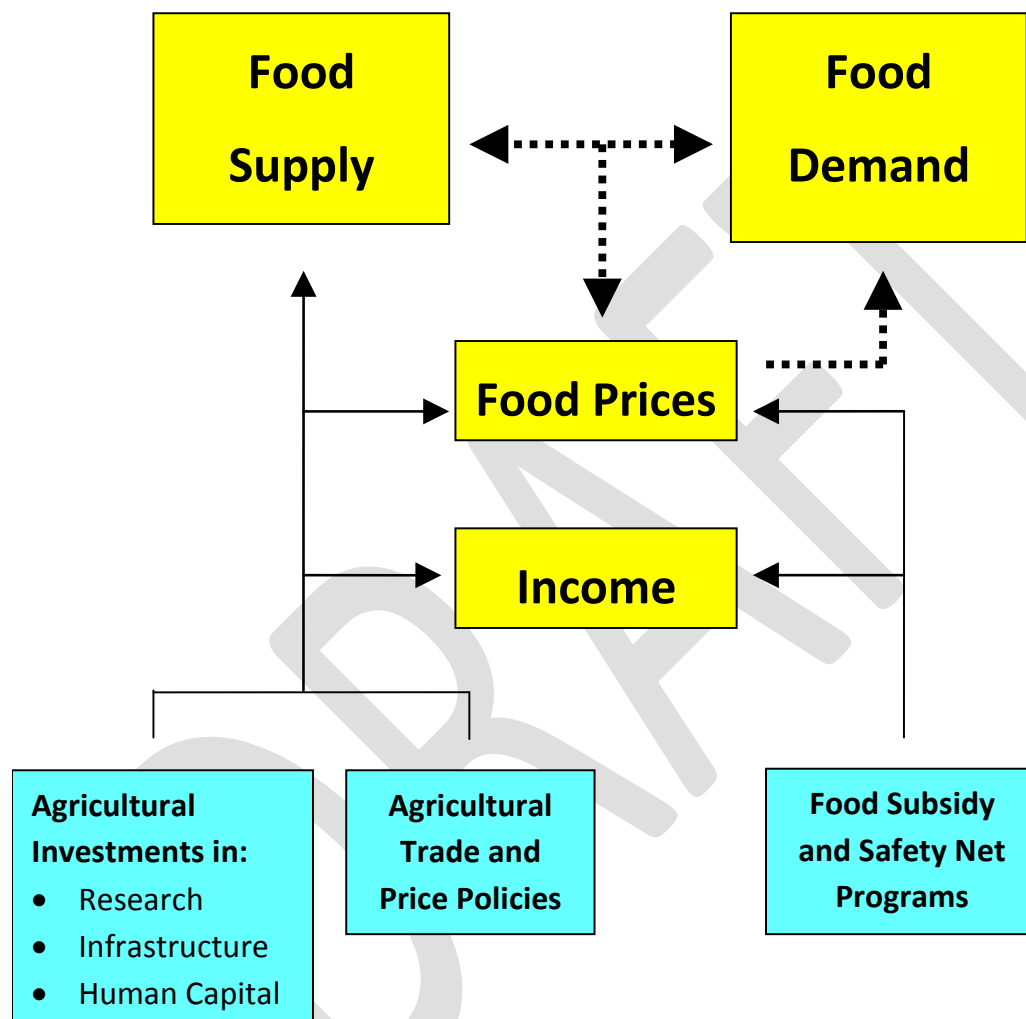 Food
Supply
Food
Demand
Food Prices
Income
Agricultural
Investments in:
• Research
• Infrastructure
• Human Capital
Agricultural
Trade and
Price Policies
Food Subsidy
and Safety Net
Programs
DRAFT